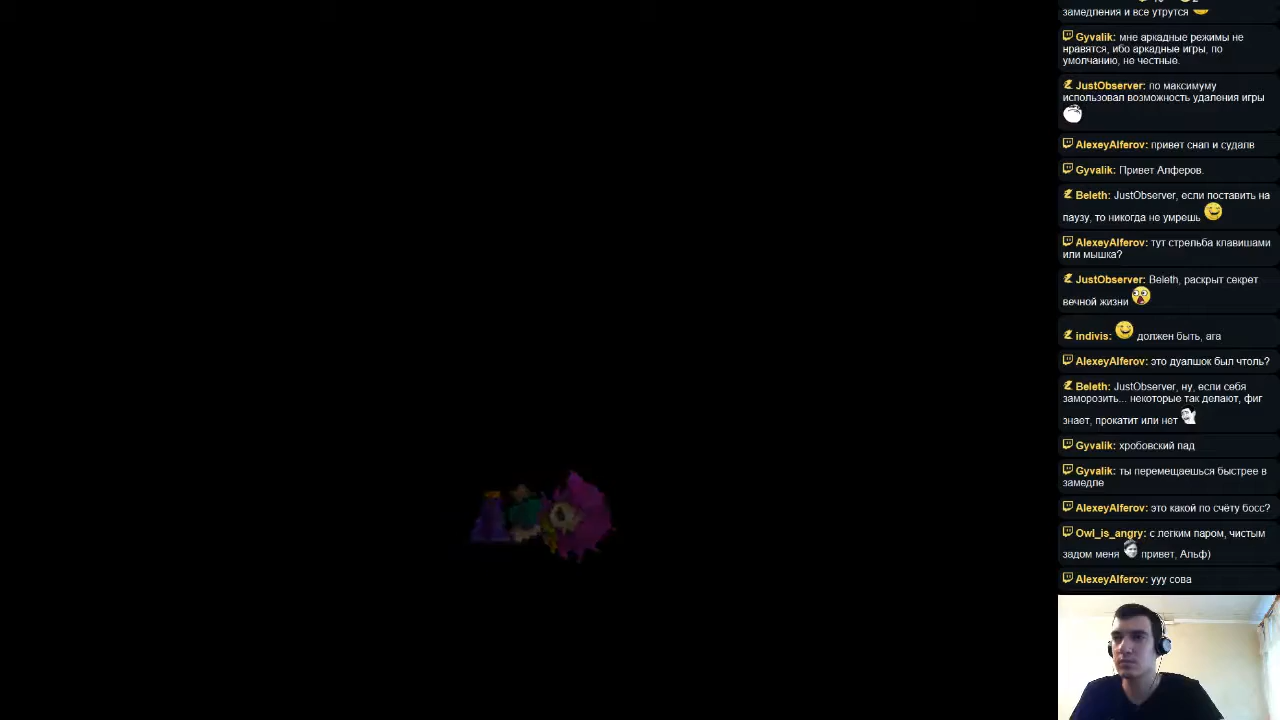 замедления и все утрутся
Gyvalik: мне аркадные режимы не
нравятся, ибо аркадные игры, по
умолчанию, не честные.
JustObserver: по максимуму
использовал возможность удаления игры
AlexeyAlferov: привет снап и судалв
Gyvalik: Привет Алферов.
Beleth: JustObserver, если поставить на
паузу, то никогда не умрешь
AlexeyAlferov: тут стрельба клавишами
или мышка?
JustObserver: Beleth, раскрыт секрет
вечной жизни
indivis: должен быть, ага
AlexeyAlferov: это дуалшок был чтоль?
Beleth: JustObserver, ну, если себя
заморозить... некоторые так делают, фиг
знает, прокатит или нет
Gyvalik: хробовский пад
Gyvalik: ты перемещаешься быстрее в
замедле
AlexeyAlferov: это какой по счёту босс?
Owl_is_angry: с легким паром, чистым
задом меня привет, Альф)
AlexeyAlferov: ууу сова